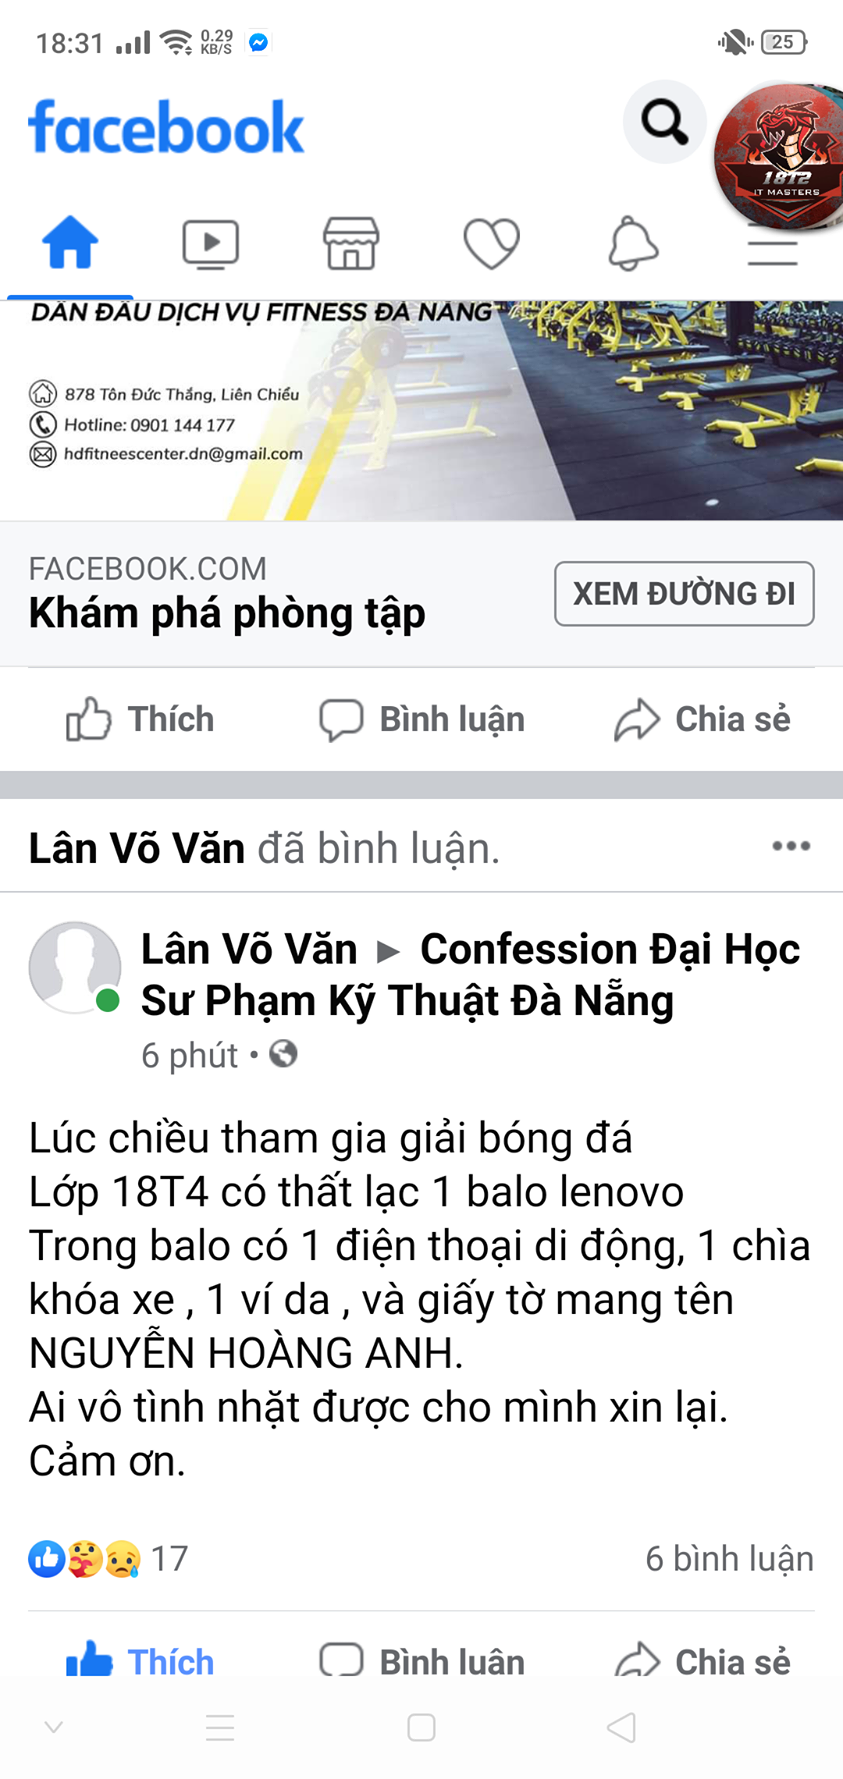 18:31 0.29 KB/S 25
facebook
18T2
IT MASTERS
DẪN ĐẦU DỊCH VỤ FITNESS ĐÀ NẴNG
878 Tôn Đức Thắng, Liên Chiểu
Hotline: 0901 144 177
hdfitneescenter.dn@gmail.com
FACEBOOK.COM
Khám phá phòng tập
XEM ĐƯỜNG ĐI
Thích Bình luận Chia sẻ
Lân Võ Văn đã bình luận.
Lân Võ Văn ▶ Confession Đại Học
Sư Phạm Kỹ Thuật Đà Nẵng
6 phút •
Lúc chiều tham gia giải bóng đá
Lớp 18T4 có thất lạc 1 balo lenovo
Trong balo có 1 điện thoại di động, 1 chìa
khóa xe , 1 ví da , và giấy tờ mang tên
NGUYỄN HOÀNG ANH.
Ai vô tình nhặt được cho mình xin lại.
Cảm ơn.
17 6 bình luận
Thích Bình luận Chia sẻ